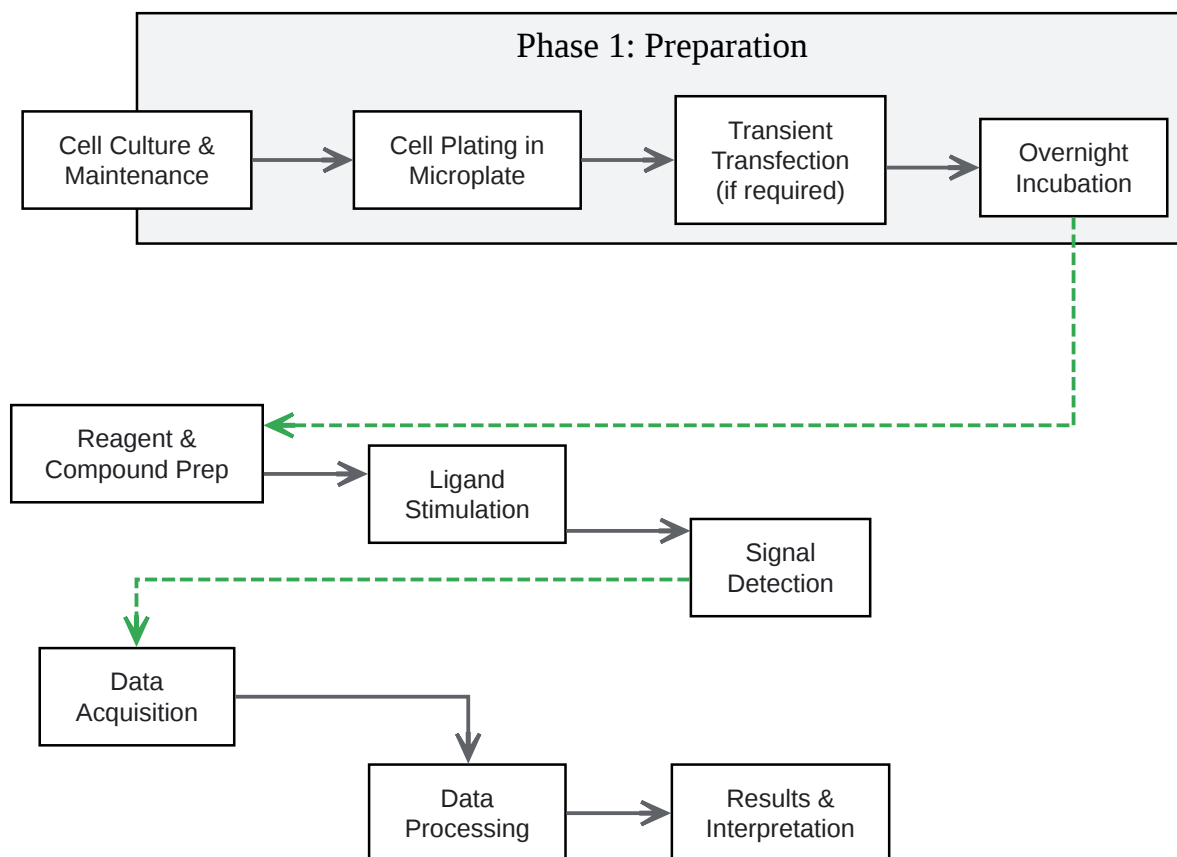 Phase 1: Preparation
Cell Culture &
Maintenance
Cell Plating in
Microplate
Transient
Transfection
(if required)
Overnight
Incubation
Reagent &
Compound Prep
Ligand
Stimulation
Signal
Detection
Data
Acquisition
Data
Processing
Results &
Interpretation